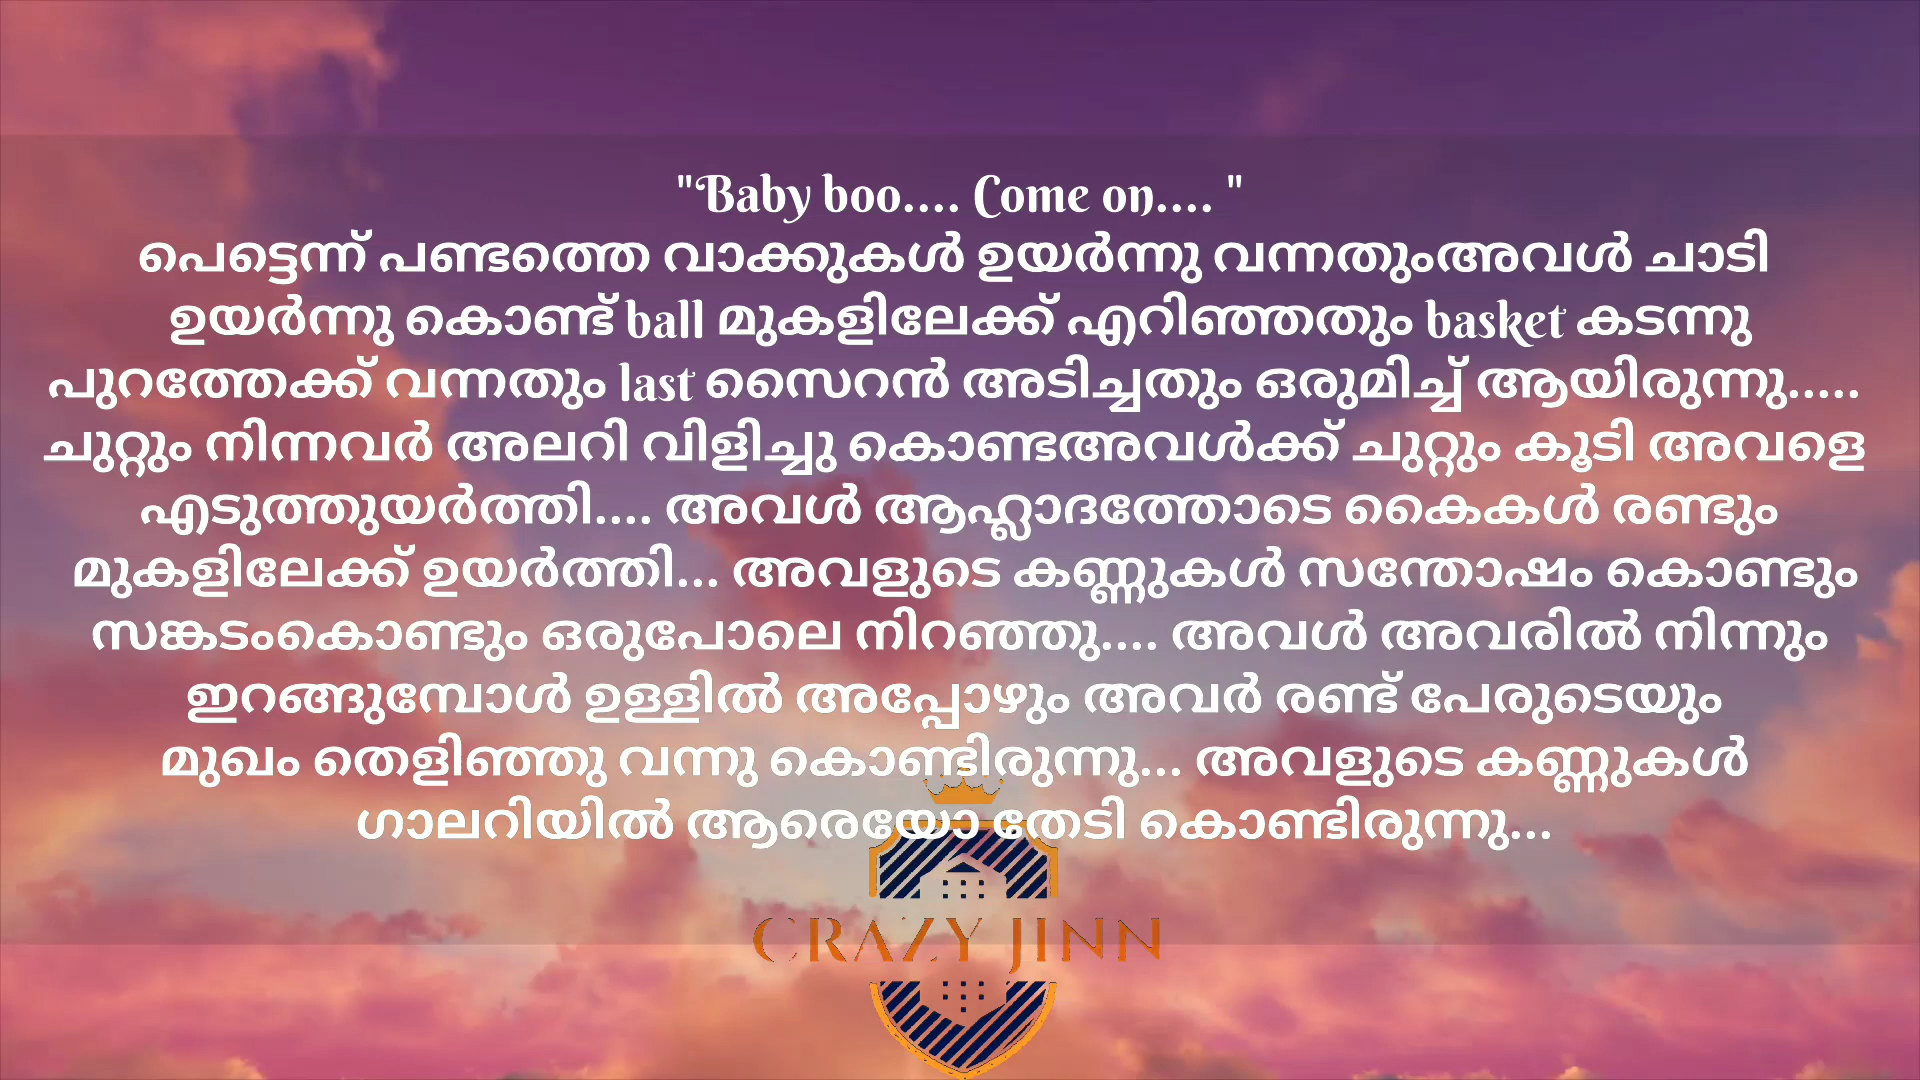 "Baby boo.... Come on.... "
പെട്ടെന്ന് പണ്ടത്തെ വാക്കുകൾ ഉയർന്നു വന്നതുംഅവൾ ചാടി
ഉയർന്നു കൊണ്ട് ball മുകളിലേക്ക് എറിഞ്ഞതും basket കടന്നു
പുറത്തേക്ക് വന്നതും last സൈറൻ അടിച്ചതും ഒരുമിച്ച് ആയിരുന്നു.....
ചുറ്റും നിന്നവർ അലറി വിളിച്ചു കൊണ്ടഅവൾക്ക് ചുറ്റും കൂടി അവളെ
എടുത്തുയർത്തി.... അവൾ ആഹ്ലാദത്തോടെ കൈകൾ രണ്ടും
മുകളിലേക്ക് ഉയർത്തി... അവളുടെ കണ്ണുകൾ സന്തോഷം കൊണ്ടും
സങ്കടംകൊണ്ടും ഒരുപോലെ നിറഞ്ഞു.... അവൾ അവരിൽ നിന്നും
ഇറങ്ങുമ്പോൾ ഉള്ളിൽ അപ്പോഴും അവർ രണ്ട് പേരുടെയും
മുഖം തെളിഞ്ഞു വന്നു കൊണ്ടിരുന്നു... അവളുടെ കണ്ണുകൾ
ഗാലറിയിൽ ആരെയോ തേടി കൊണ്ടിരുന്നു...
CRAZY JINN